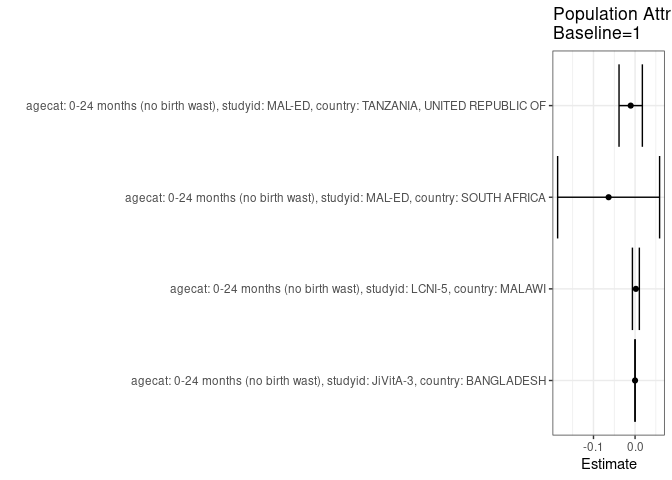 Population Attr
Baseline=1
agecat: 0-24 months (no birth wast), studyid: MAL-ED, country: TANZANIA, UNITED REPUBLIC OF
agecat: 0-24 months (no birth wast), studyid: MAL-ED, country: SOUTH AFRICA
agecat: 0-24 months (no birth wast), studyid: LCNI-5, country: MALAWI
agecat: 0-24 months (no birth wast), studyid: JiVitA-3, country: BANGLADESH
-0.1 0.0
Estimate